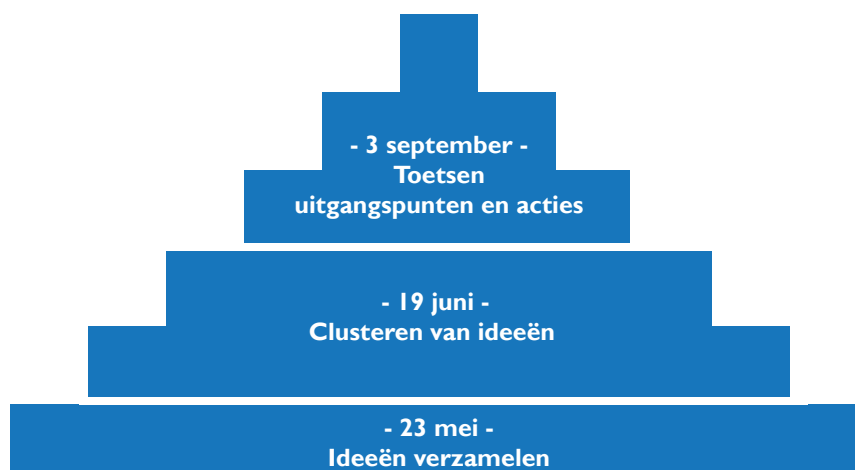 - 3 september -
Toetsen
uitgangspunten en acties
- 19 juni -
Clusteren van ideeën
- 23 mei -
Ideeën verzamelen